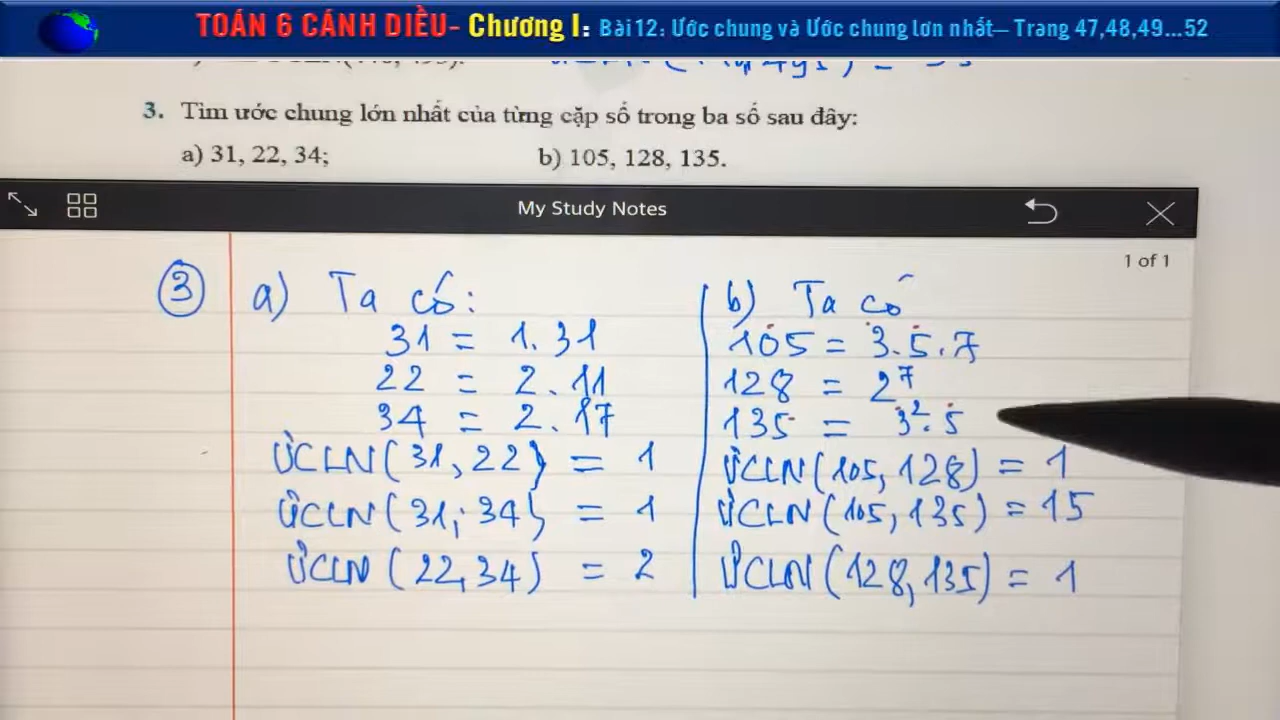 TOÁN 6 CÁNH DIỀU- Chương I: Bài 12: Ước chung và Ước chung lớn nhất– Trang 47,48,49...52
3. Tìm ước chung lớn nhất của từng cặp số trong ba số sau đây:
a) 31, 22, 34;
b) 105, 128, 135.
My Study Notes
1 of 1
3 a) Ta có:
31 = 1.31
22 = 2.11
34 = 2.17
ƯCLN(31,22) = 1
ƯCLN(31; 34) = 1
ƯCLN(22,34) = 2
b) Ta có
105 = 3.5.7
128 = 2⁷
135 = 3².5
ƯCLN(105,128) = 1
ƯCLN(105,135) = 15
ƯCLN(128,135) = 1